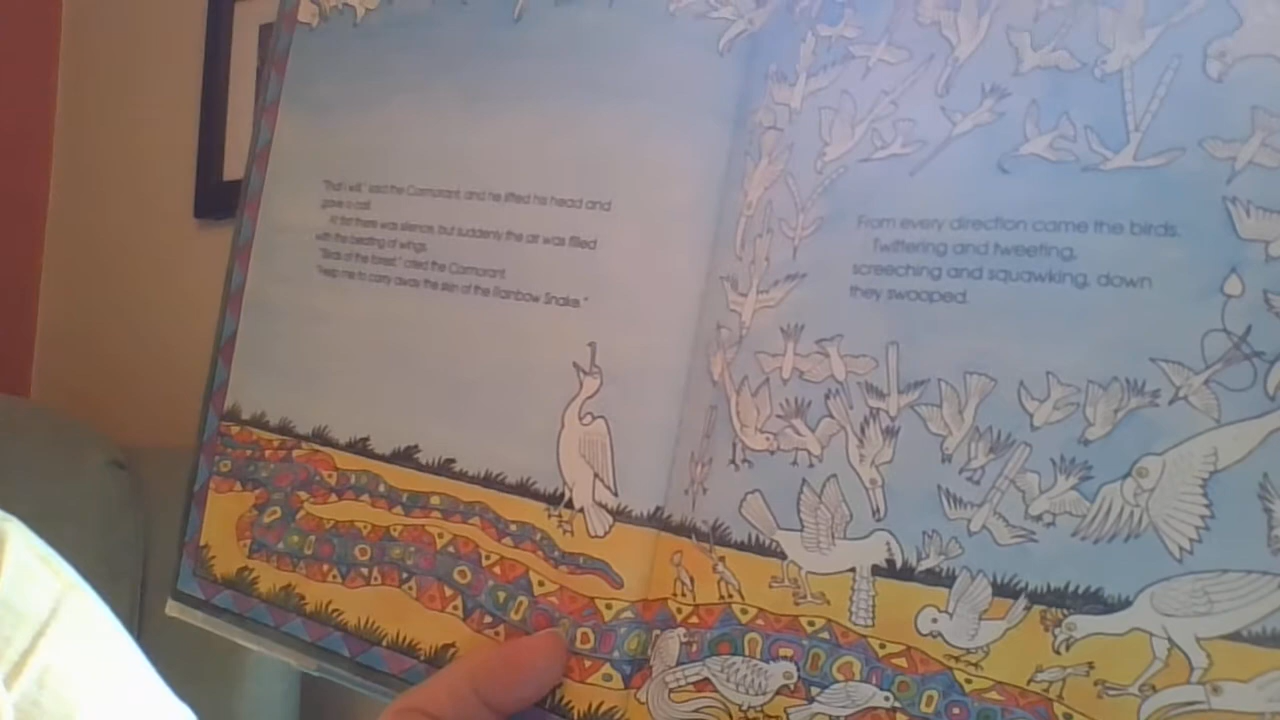 "That I will," said the Cormorant, and he lifted his head and
gave a call.
At first there was silence, but suddenly the air was filled
with the beating of wings.
"Birds of the forest," cried the Cormorant.
"help me to carry away the skin of the Rainbow Snake."
From every direction came the birds.
Twittering and tweeting,
screeching and squawking, down
they swooped.